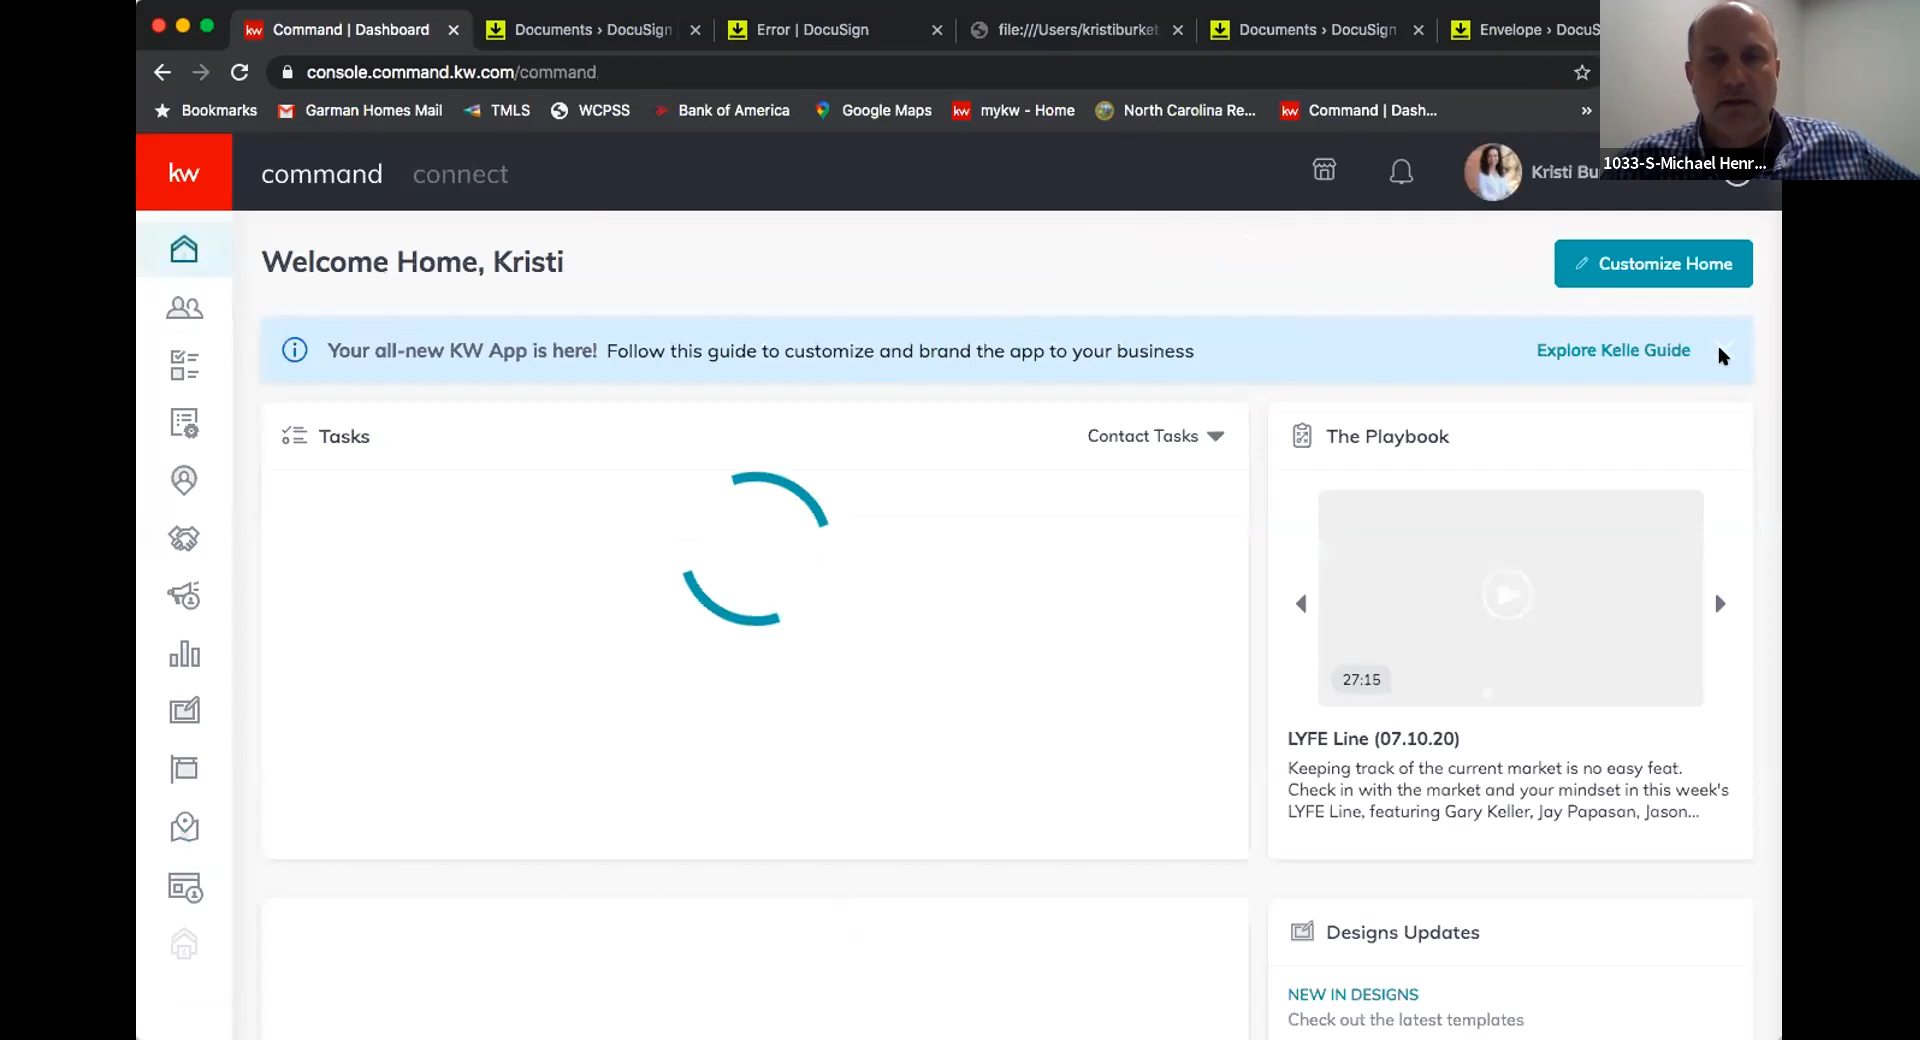 kw Command | Dashboard
Documents › DocuSign
Error | DocuSign
file:///Users/kristiburket
Documents › DocuSign
Envelope › DocuS
console.command.kw.com/command
Bookmarks
Garman Homes Mail
TMLS
WCPSS
Bank of America
Google Maps
kw mykw - Home
North Carolina Re...
kw Command | Dash...
»
1033-S-Michael Henr...
kw
command
connect
Kristi Bu
Welcome Home, Kristi
Customize Home
Your all-new KW App is here! Follow this guide to customize and brand the app to your business
Explore Kelle Guide
Tasks
Contact Tasks
The Playbook
27:15
LYFE Line (07.10.20)
Keeping track of the current market is no easy feat.
Check in with the market and your mindset in this week's
LYFE Line, featuring Gary Keller, Jay Papasan, Jason...
Designs Updates
NEW IN DESIGNS
Check out the latest templates